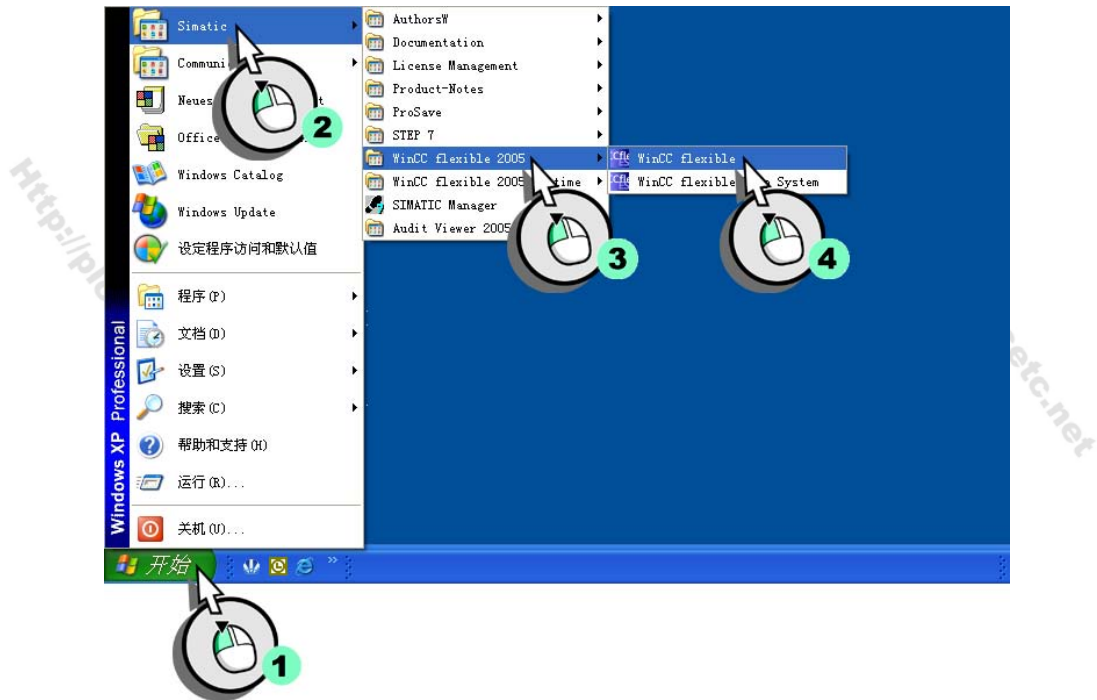 Simatic
Communi
Neues t
Office
Windows Catalog
Windows Update
设定程序访问和默认值
程序(P)
文档(D)
设置(S)
搜索(C)
帮助和支持(H)
运行(R)...
关机(U)...
Windows XP Professional
开始
AuthorsW
Documentation
License Management
Product-Notes
ProSave
STEP 7
WinCC flexible 2005
WinCC flexible 2005 time
SIMATIC Manager
Audit Viewer 2005
WinCC flexible
WinCC flexible System
1
2
3
4
Http://plc
etc.net